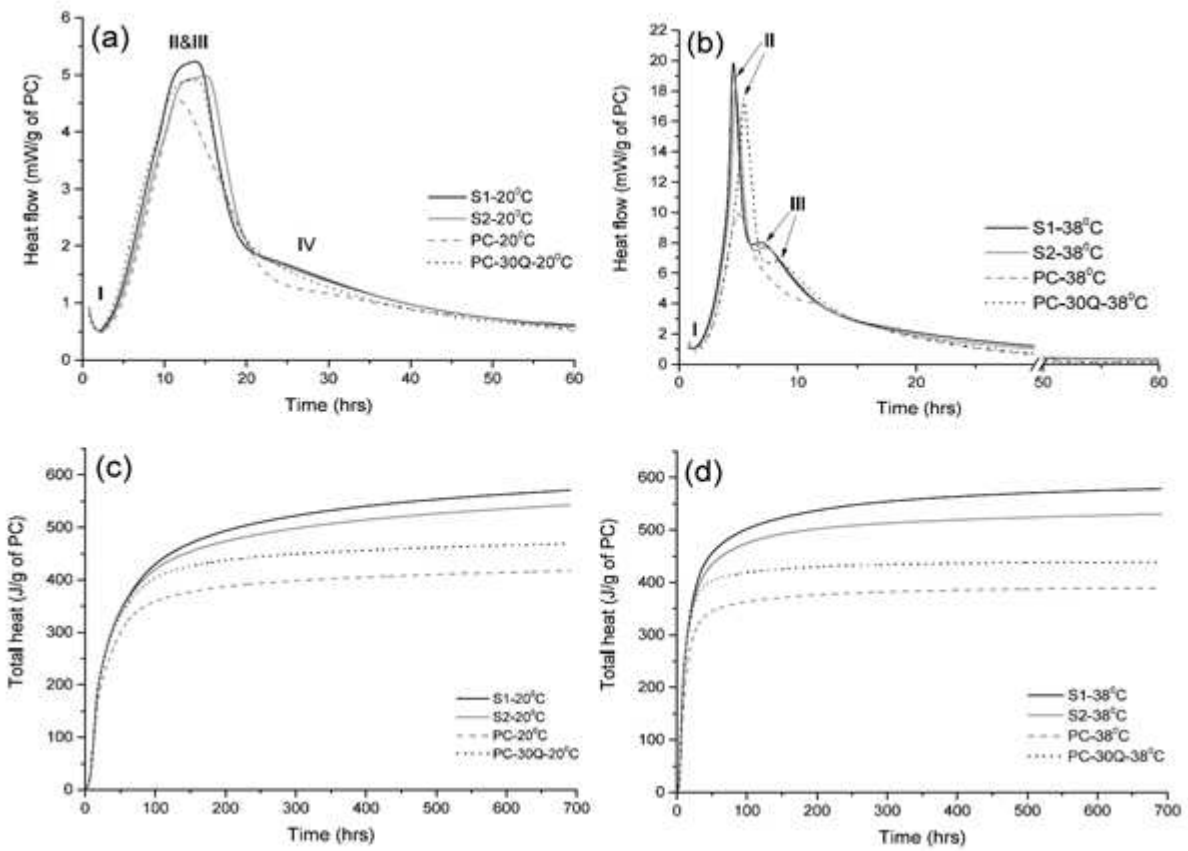 (a)
II&III
I
IV
S1-20⁰C
S2-20⁰C
PC-20⁰C
PC-30Q-20⁰C
Heat flow (mW/g of PC)
6
5
4
3
2
1
0
0 10 20 30 40 50 60
Time (hrs)
(b)
II
III
I
S1-38⁰C
S2-38⁰C
PC-38⁰C
PC-30Q-38⁰C
Heat flow (mW/g of PC)
22
20
18
16
14
12
10
8
6
4
2
0
0 10 20 50 60
Time (hrs)
(c)
S1-20⁰C
S2-20⁰C
PC-20⁰C
PC-30Q-20⁰C
Total heat (J/g of PC)
600
500
400
300
200
100
0
0 100 200 300 400 500 600 700
Time (hrs)
(d)
S1-38⁰C
S2-38⁰C
PC-38⁰C
PC-30Q-38⁰C
Total heat (J/g of PC)
600
500
400
300
200
100
0
0 100 200 300 400 500 600 700
Time (hrs)